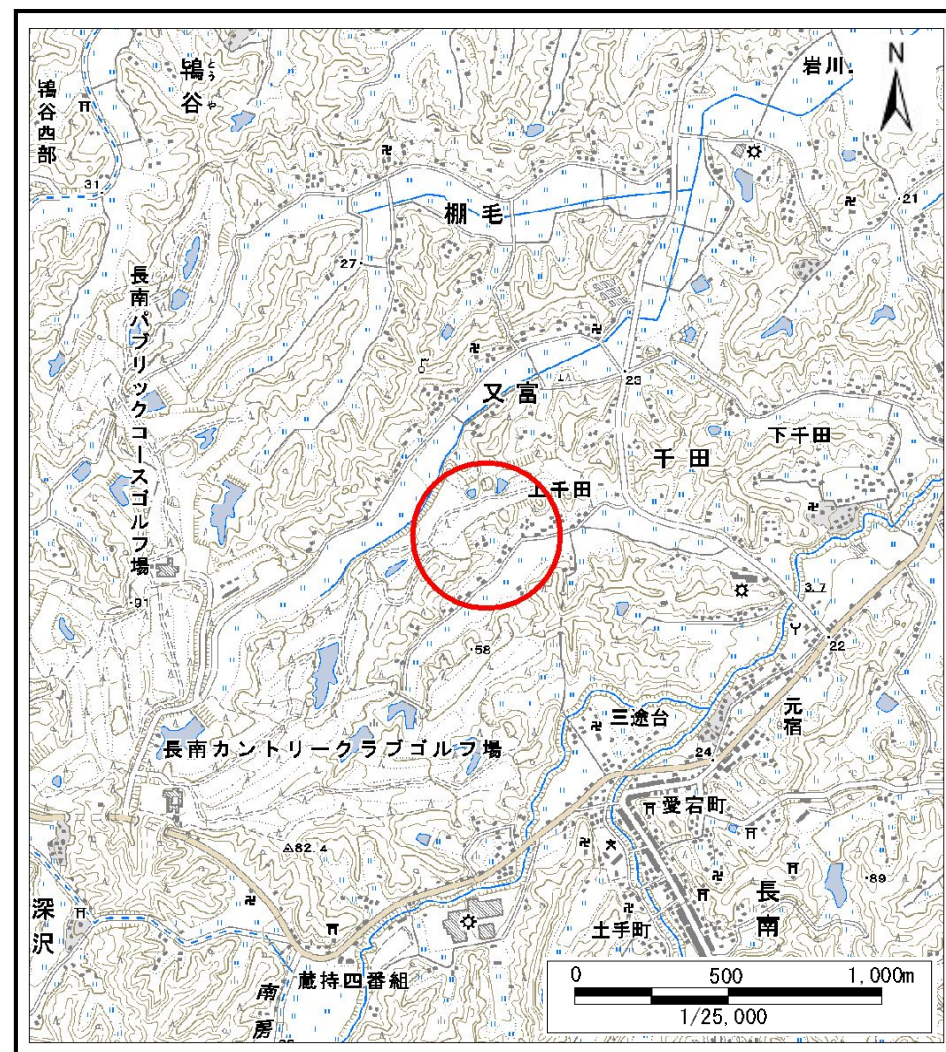 N
岩川
鴇谷
とうや
鴇谷西部
31
21
棚毛
27
長南パブリックコースゴルフ場
又富
23
千田
下千田
上千田
91
3.7
58
22
元宿
三途台
24
長南カントリークラブゴルフ場
愛宕町
82.4
89
長南
深沢
土手町
蔵持四番組
南房
0 500 1,000m
1/25,000